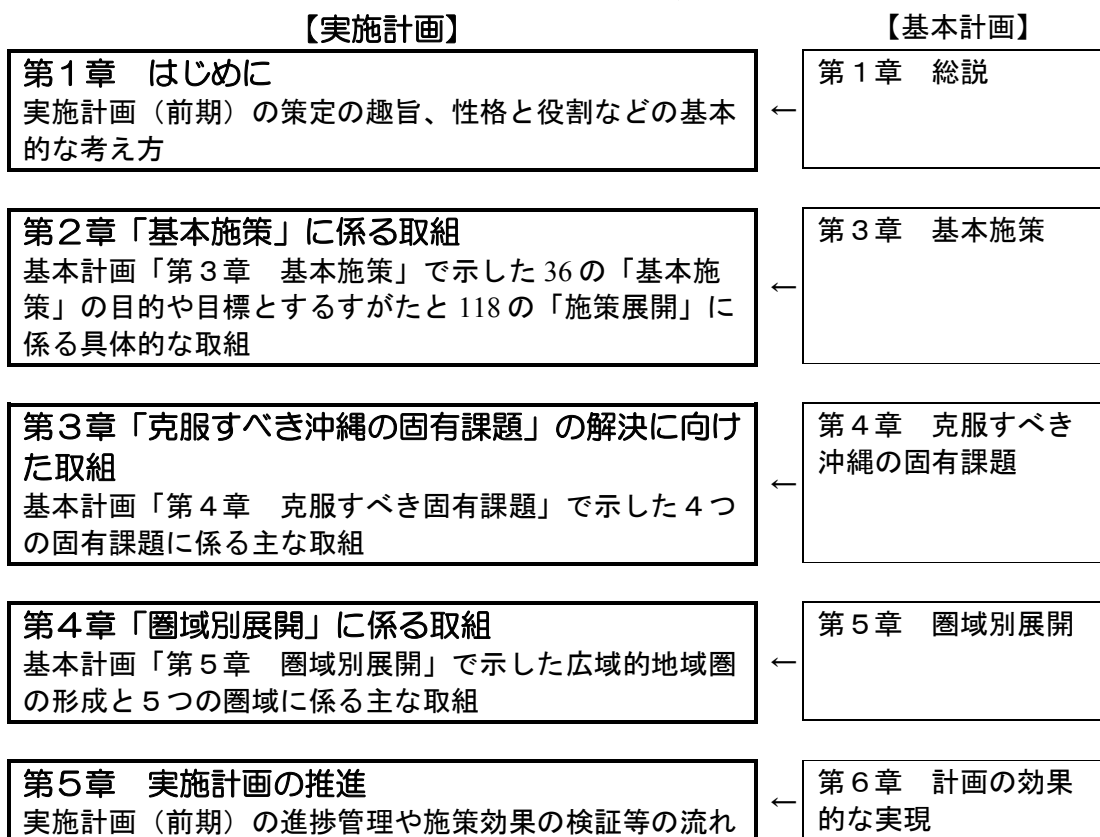 【実施計画】
【基本計画】
第１章　はじめに
実施計画（前期）の策定の趣旨、性格と役割などの基本
的な考え方
←
第１章　総説
第２章「基本施策」に係る取組
基本計画「第３章　基本施策」で示した 36 の「基本施
策」の目的や目標とするすがたと 118 の「施策展開」に
係る具体的な取組
←
第３章　基本施策
第３章「克服すべき沖縄の固有課題」の解決に向け
た取組
基本計画「第４章　克服すべき固有課題」で示した４つ
の固有課題に係る主な取組
←
第４章　克服すべき
沖縄の固有課題
第４章「圏域別展開」に係る取組
基本計画「第５章　圏域別展開」で示した広域的地域圏
の形成と５つの圏域に係る主な取組
←
第５章　圏域別展開
第５章　実施計画の推進
実施計画（前期）の進捗管理や施策効果の検証等の流れ
←
第６章　計画の効果
的な実現